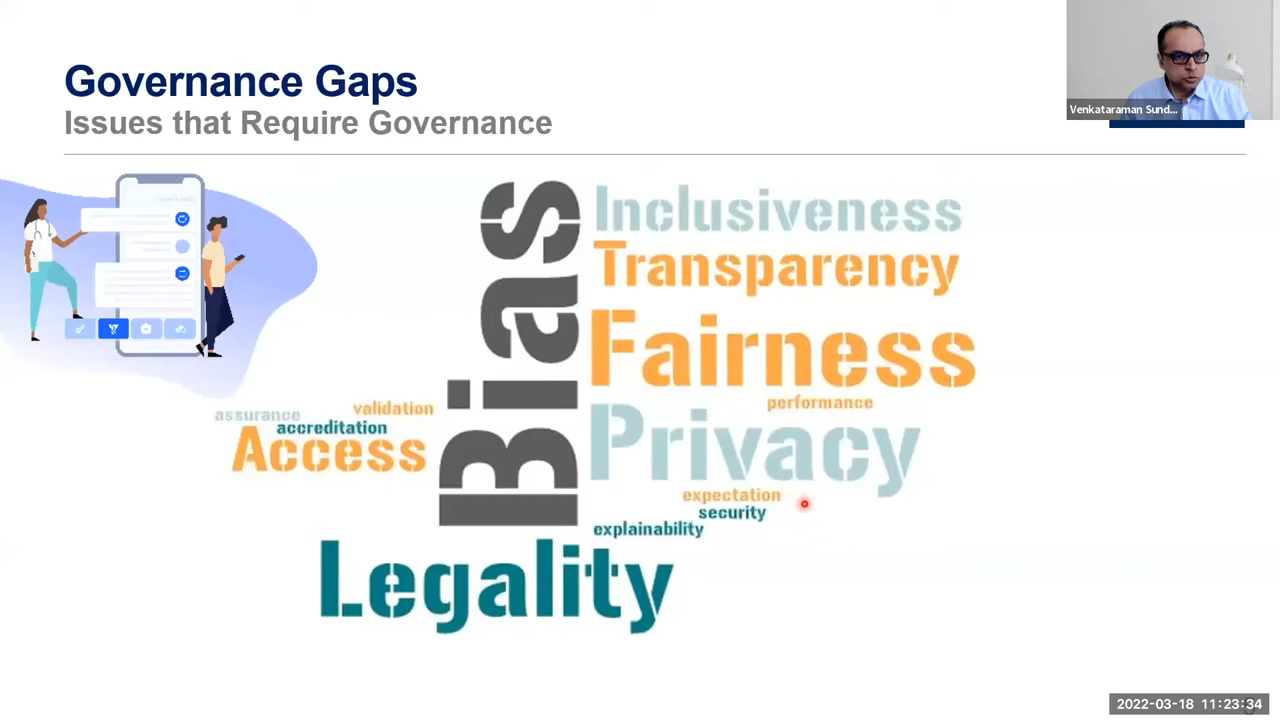 Governance Gaps
Issues that Require Governance
Venkataraman Sund...
Bias
Inclusiveness
Transparency
Fairness
performance
Privacy
assurance
validation
accreditation
Access
expectation
security
explainability
Legality
2022-03-18 11:23:34